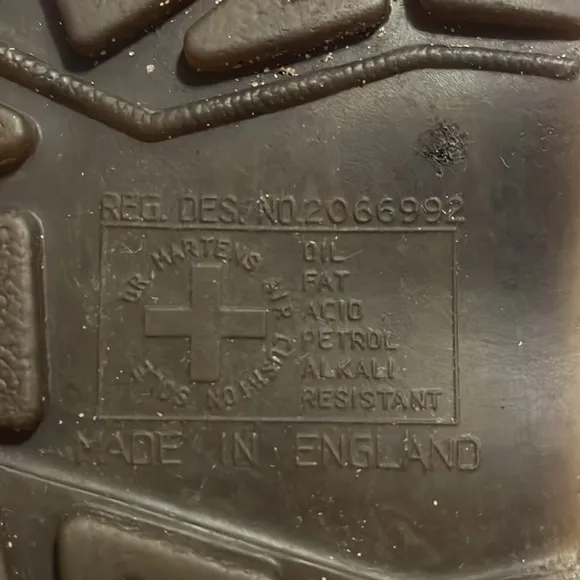 REG. DES. NO. 2066992
DR. MARTENS AIR CUSHION SOLE
OIL
FAT
ACID
PETROL
ALKALI
RESISTANT
MADE IN ENGLAND